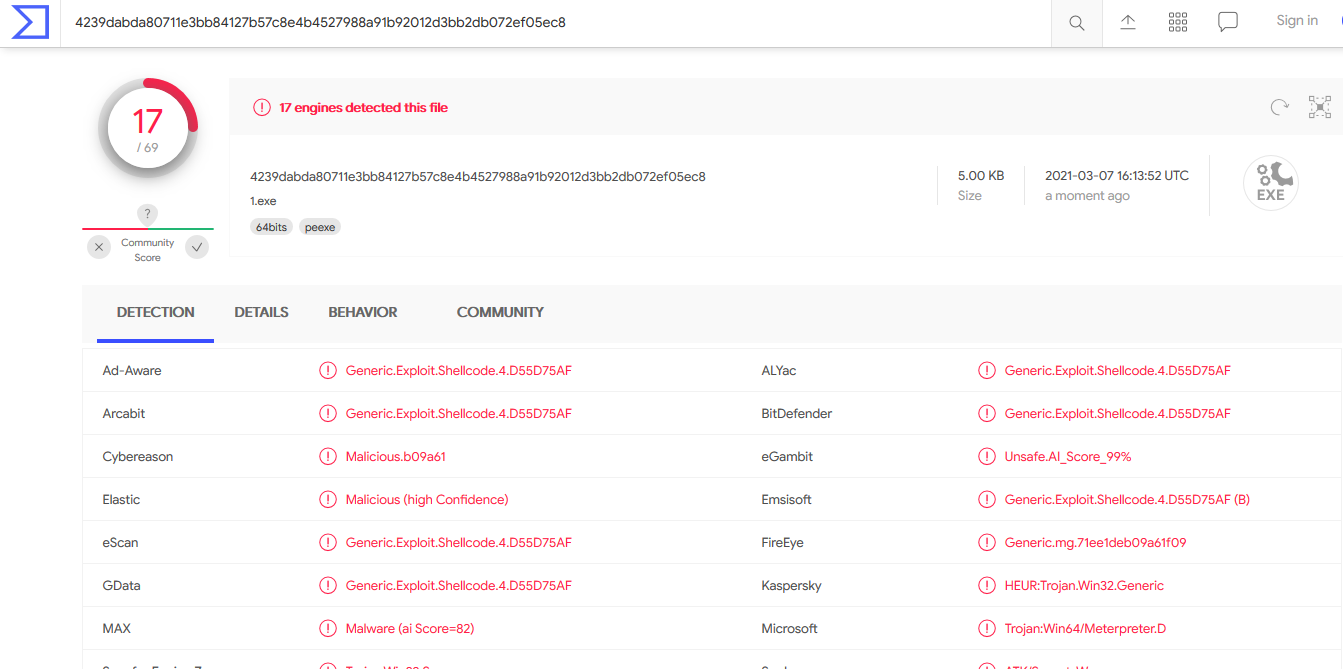 4239dabda80711e3bb84127b57c8e4b4527988a91b92012d3bb2db072ef05ec8
Sign in
17
/ 69
17 engines detected this file
4239dabda80711e3bb84127b57c8e4b4527988a91b92012d3bb2db072ef05ec8
1.exe
64bits peexe
5.00 KB
Size
2021-03-07 16:13:52 UTC
a moment ago
EXE
?
Community
Score
DETECTION DETAILS BEHAVIOR COMMUNITY
Ad-Aware Generic.Exploit.Shellcode.4.D55D75AF ALYac Generic.Exploit.Shellcode.4.D55D75AF
Arcabit Generic.Exploit.Shellcode.4.D55D75AF BitDefender Generic.Exploit.Shellcode.4.D55D75AF
Cybereason Malicious.b09a61 eGambit Unsafe.AI_Score_99%
Elastic Malicious (high Confidence) Emsisoft Generic.Exploit.Shellcode.4.D55D75AF (B)
eScan Generic.Exploit.Shellcode.4.D55D75AF FireEye Generic.mg.71ee1deb09a61f09
GData Generic.Exploit.Shellcode.4.D55D75AF Kaspersky HEUR:Trojan.Win32.Generic
MAX Malware (ai Score=82) Microsoft Trojan:Win64/Meterpreter.D